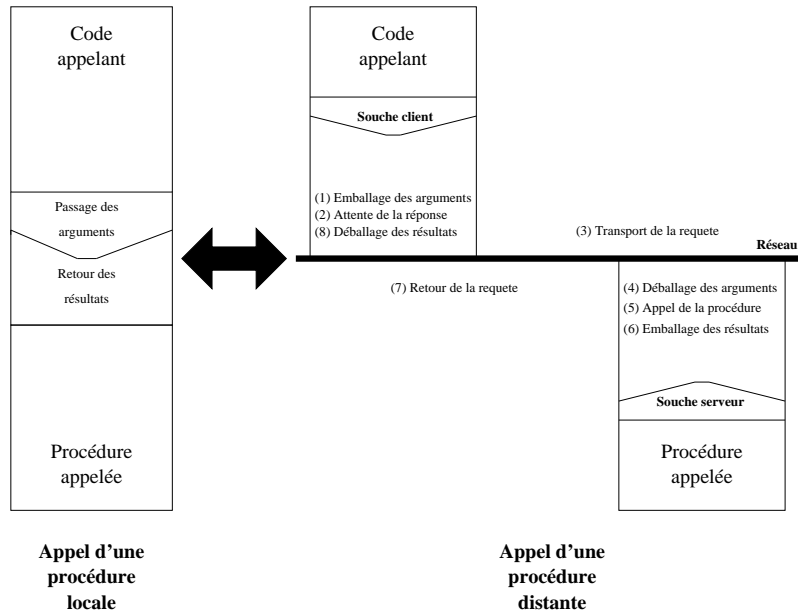 Code
appelant
Passage des
arguments
Retour des
résultats
Procédure
appelée
Appel d’une
procédure
locale
Code
appelant
Souche client
(1) Emballage des arguments
(2) Attente de la réponse
(8) Déballage des résultats
(3) Transport de la requete
Réseau
(7) Retour de la requete
(4) Déballage des arguments
(5) Appel de la procédure
(6) Emballage des résultats
Souche serveur
Procédure
appelée
Appel d’une
procédure
distante